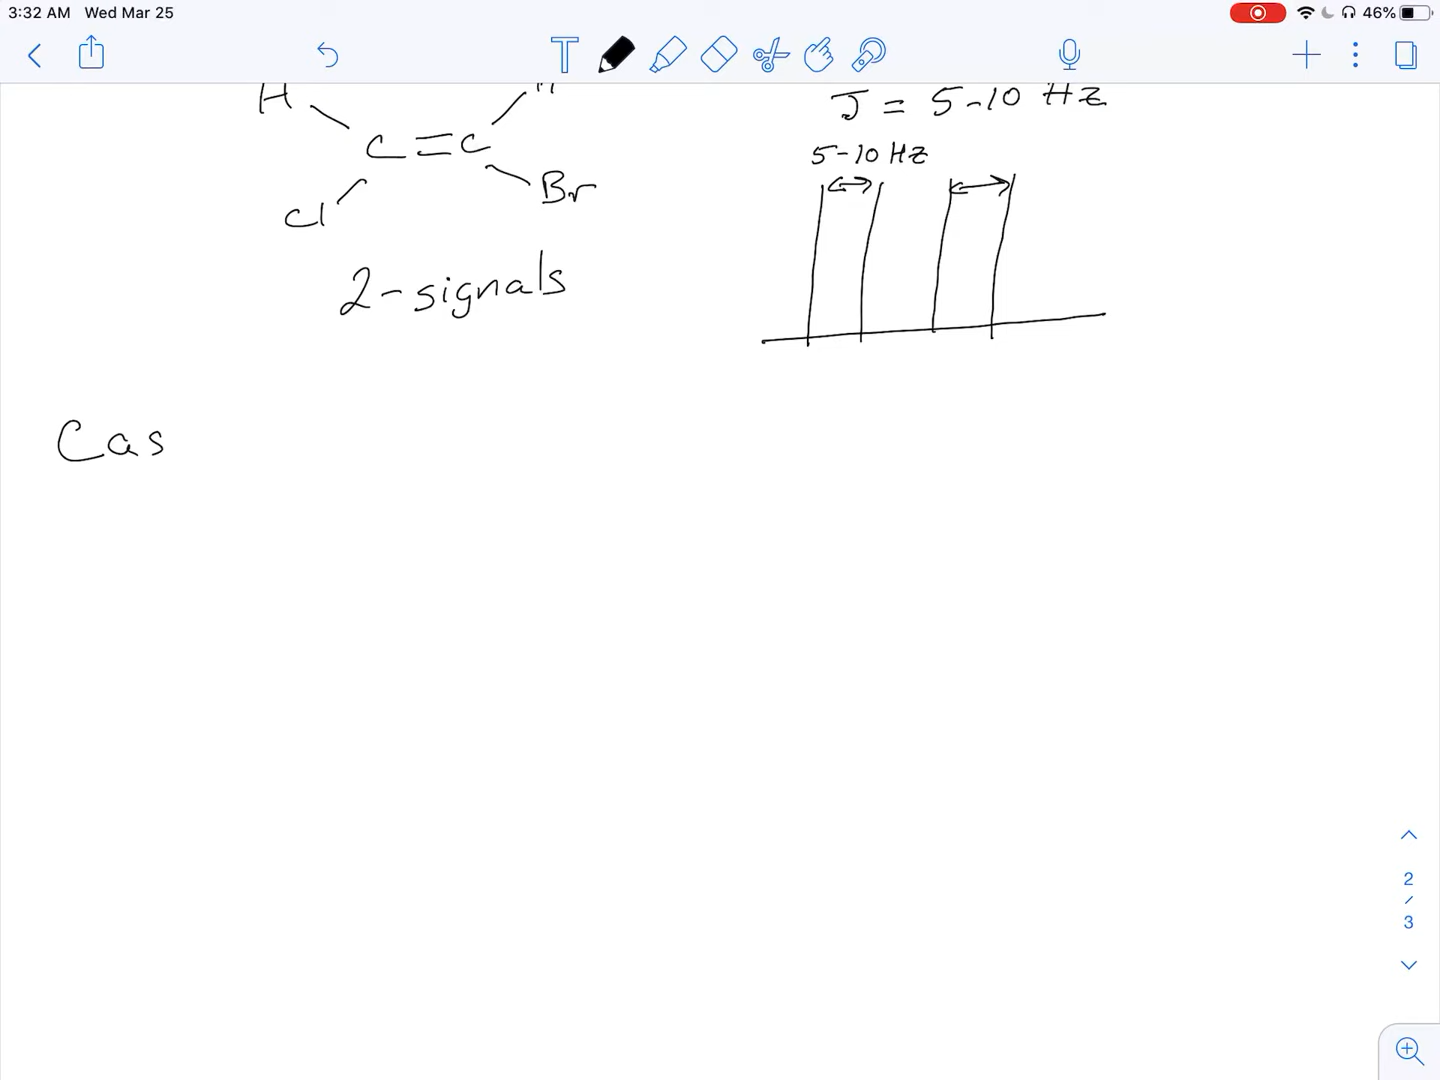 3:32 AM Wed Mar 25
46%
T
H
C=C
Cl
Br
2-signals
J = 5-10 Hz
5-10 Hz
Cas
2
/
3